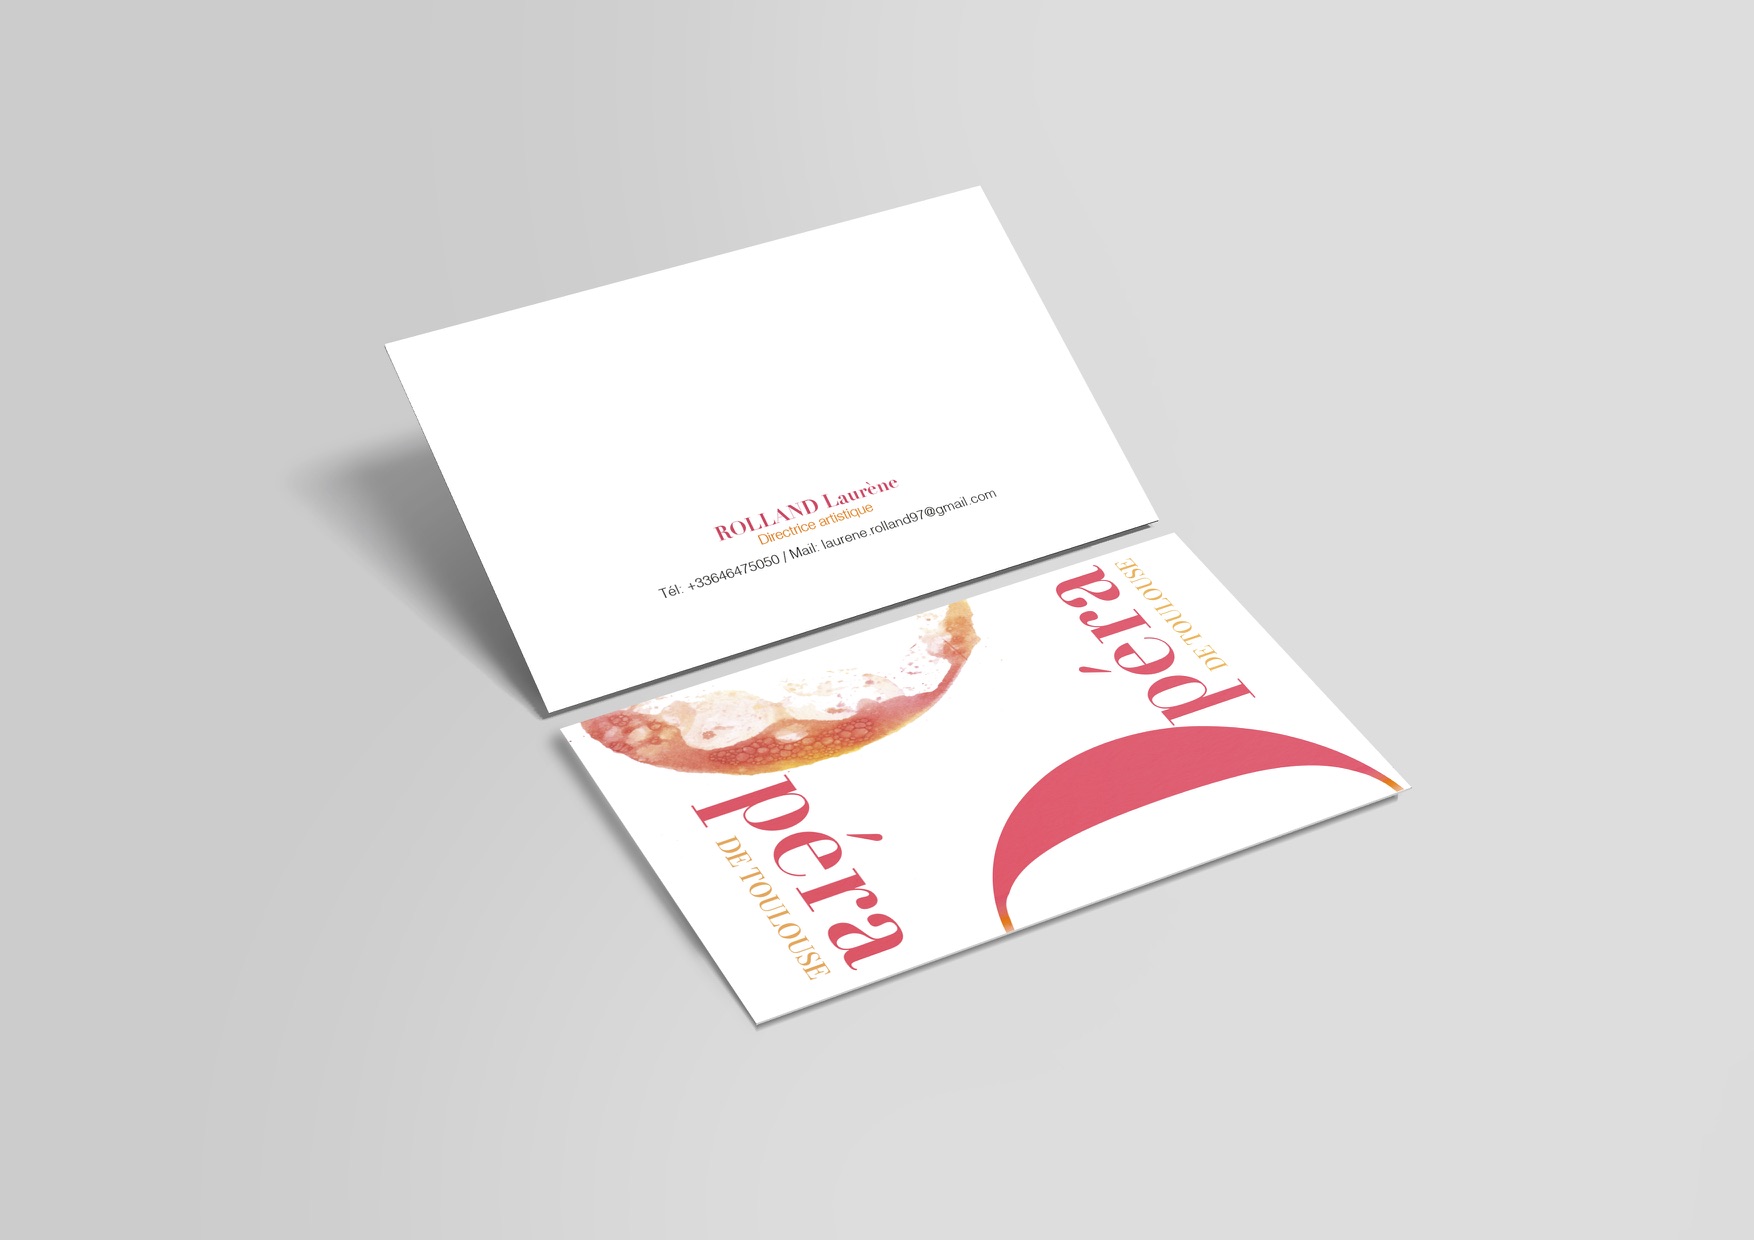 ROLLAND Laurène
Directrice artistique
Tél: +33646475050 / Mail: laurene.rolland97@gmail.com
péra
DE TOULOUSE
péra
DE TOULOUSE